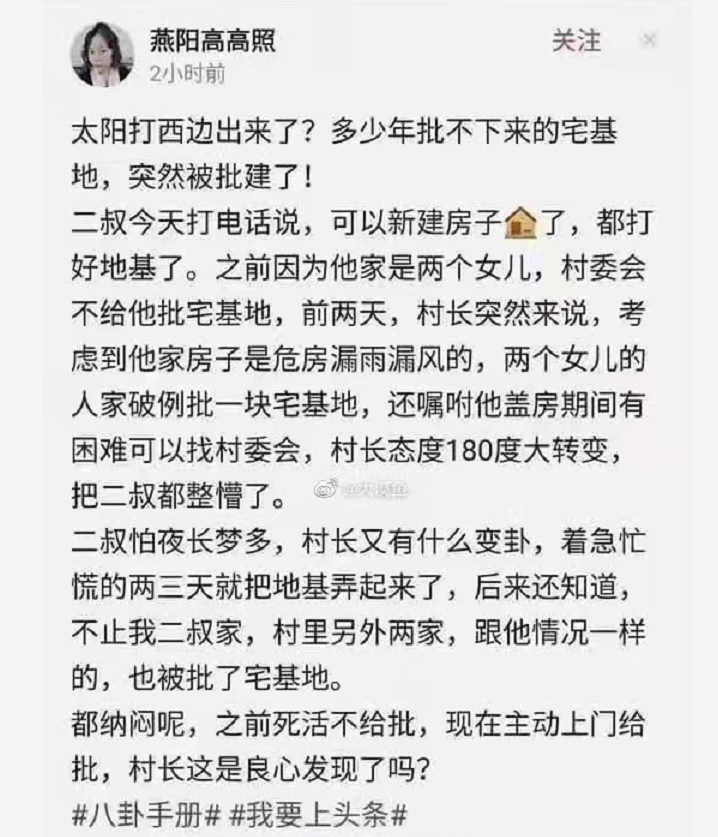 燕阳高高照
关注
2小时前
太阳打西边出来了？多少年批不下来的宅基
地，突然被批建了！
二叔今天打电话说，可以新建房子🏠了，都打
好地基了。之前因为他家是两个女儿，村委会
不给他批宅基地，前两天，村长突然来说，考
虑到他家房子是危房漏雨漏风的，两个女儿的
人家破例批一块宅基地，还嘱咐他盖房期间有
困难可以找村委会，村长态度180度大转变，
把二叔都整懵了。
二叔怕夜长梦多，村长又有什么变卦，着急忙
慌的两三天就把地基弄起来了，后来还知道，
不止我二叔家，村里另外两家，跟他情况一样
的，也被批了宅基地。
都纳闷呢，之前死活不给批，现在主动上门给
批，村长这是良心发现了吗？
#八卦手册# #我要上头条#